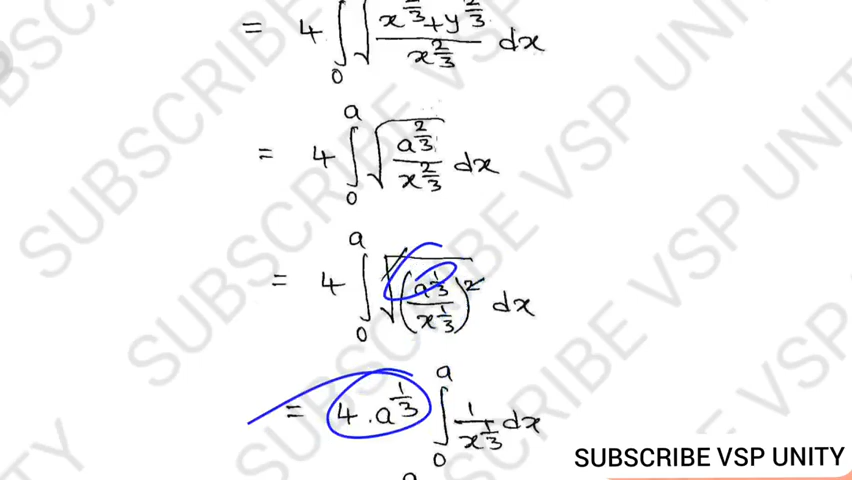 = 4 ∫₀ √((x^(2/3) + y^(2/3)) / x^(2/3)) dx
= 4 ∫₀^a √(a^(2/3) / x^(2/3)) dx
= 4 ∫₀^a √((a^(1/3) / x^(1/3))^2) dx
= 4 . a^(1/3) ∫₀^a 1 / x^(1/3) dx
a
SUBSCRIBE VSP UNITY